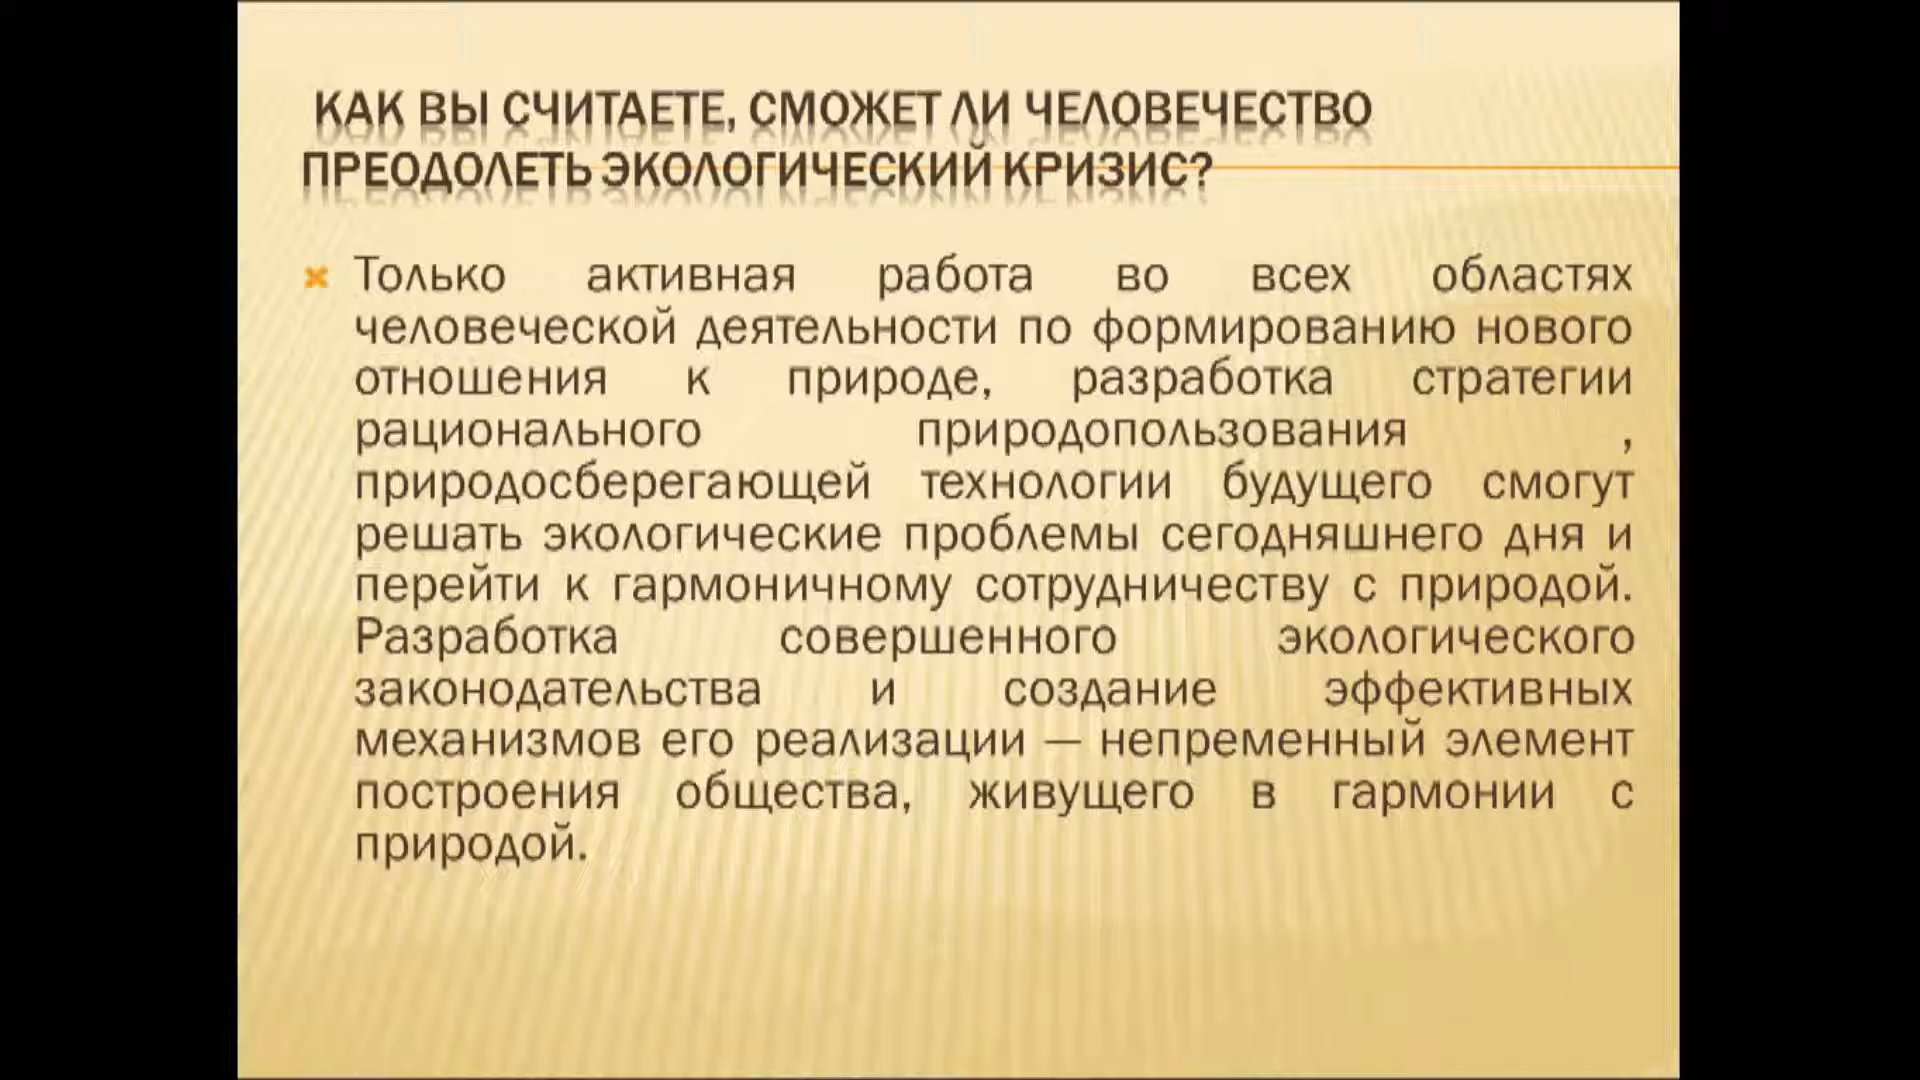 КАК ВЫ СЧИТАЕТЕ, СМОЖЕТ ЛИ ЧЕЛОВЕЧЕСТВО
ПРЕОДОЛЕТЬ ЭКОЛОГИЧЕСКИЙ КРИЗИС?
Только активная работа во всех областях
человеческой деятельности по формированию нового
отношения к природе, разработка стратегии
рационального природопользования ,
природосберегающей технологии будущего смогут
решать экологические проблемы сегодняшнего дня и
перейти к гармоничному сотрудничеству с природой.
Разработка совершенного экологического
законодательства и создание эффективных
механизмов его реализации — непременный элемент
построения общества, живущего в гармонии с
природой.